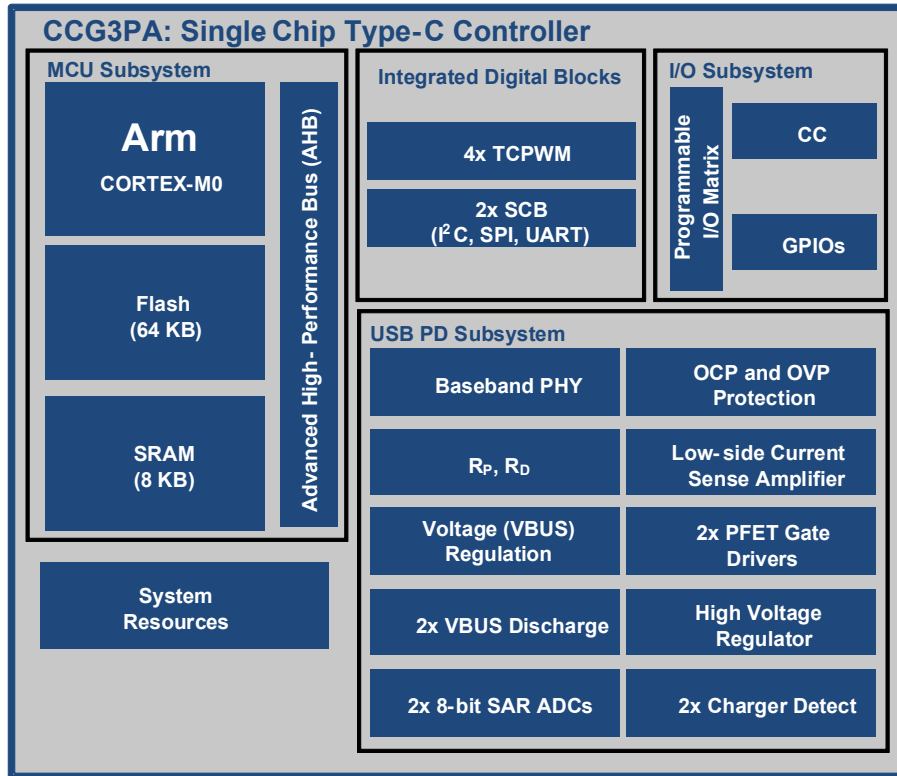 CCG3PA: Single Chip Type-C Controller
MCU Subsystem
Arm
CORTEX-M0
Flash
(64 KB)
SRAM
(8 KB)
Advanced High- Performance Bus (AHB)
System
Resources
Integrated Digital Blocks
4x TCPWM
2x SCB
(I²C, SPI, UART)
I/O Subsystem
Programmable
I/O Matrix
CC
GPIOs
USB PD Subsystem
Baseband PHY
OCP and OVP
Protection
RP, RD
Low-side Current
Sense Amplifier
Voltage (VBUS)
Regulation
2x PFET Gate
Drivers
2x VBUS Discharge
High Voltage
Regulator
2x 8-bit SAR ADCs
2x Charger Detect